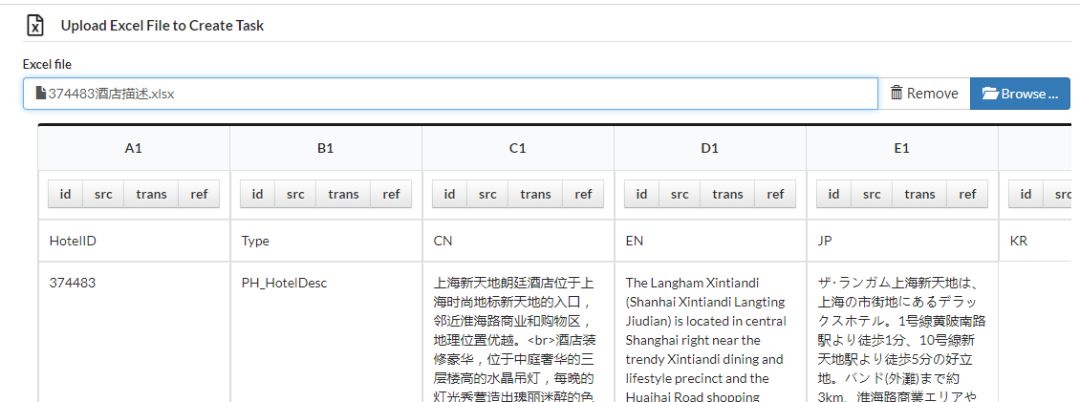 Upload Excel File to Create Task
Excel file
374483酒店描述.xlsx
Remove
Browse ...
A1 B1 C1 D1 E1
id src trans ref id src trans ref id src trans ref id src trans ref id src trans ref id src
HotelID Type CN EN JP KR
374483
PH_HotelDesc
上海新天地朗廷酒店位于上
海时尚地标新天地的入口，
邻近淮海路商业和购物区，
地理位置优越。<br>酒店装
修豪华，位于中庭奢华的三
层楼高的水晶吊灯，每晚的
灯光秀营造出瑰丽迷醉的色
The Langham Xintiandi
(Shanhai Xintiandi Langting
Jiudian) is located in central
Shanghai right near the
trendy Xintiandi dining and
lifestyle precinct and the
Huaihai Road shopping
ザ･ランガム上海新天地は、
上海の市街地にあるデラッ
クスホテル。1号線黄陂南路
駅より徒歩1分、10号線新
天地駅より徒歩5分の好立
地。バンド(外灘)まで約
3km、淮海路商業エリアや